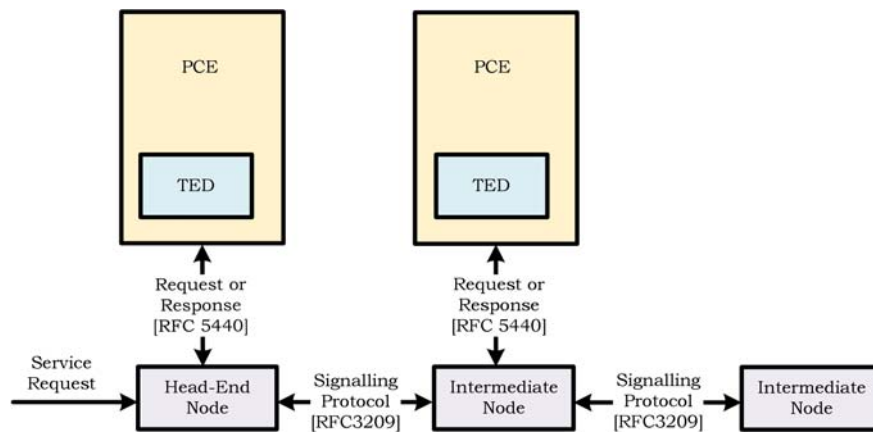 PCE
TED
Request or
Response
[RFC 5440]
PCE
TED
Request or
Response
[RFC 5440]
Service
Request
Head-End
Node
Signalling
Protocol
[RFC3209]
Intermediate
Node
Signalling
Protocol
[RFC3209]
Intermediate
Node